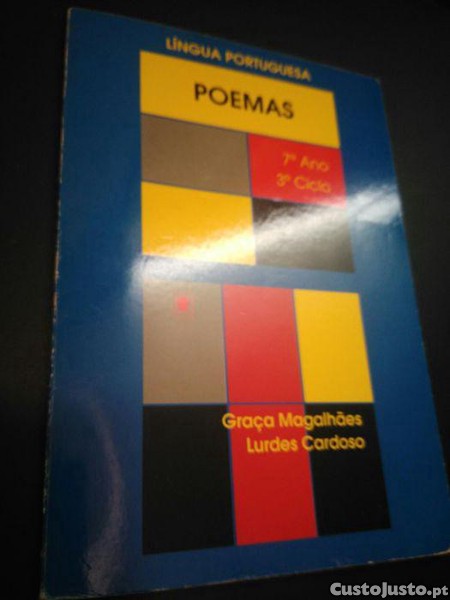 LÍNGUA PORTUGUESA
POEMAS
7º Ano
3º Ciclo
Graça Magalhães
Lurdes Cardoso
CustoJusto.pt